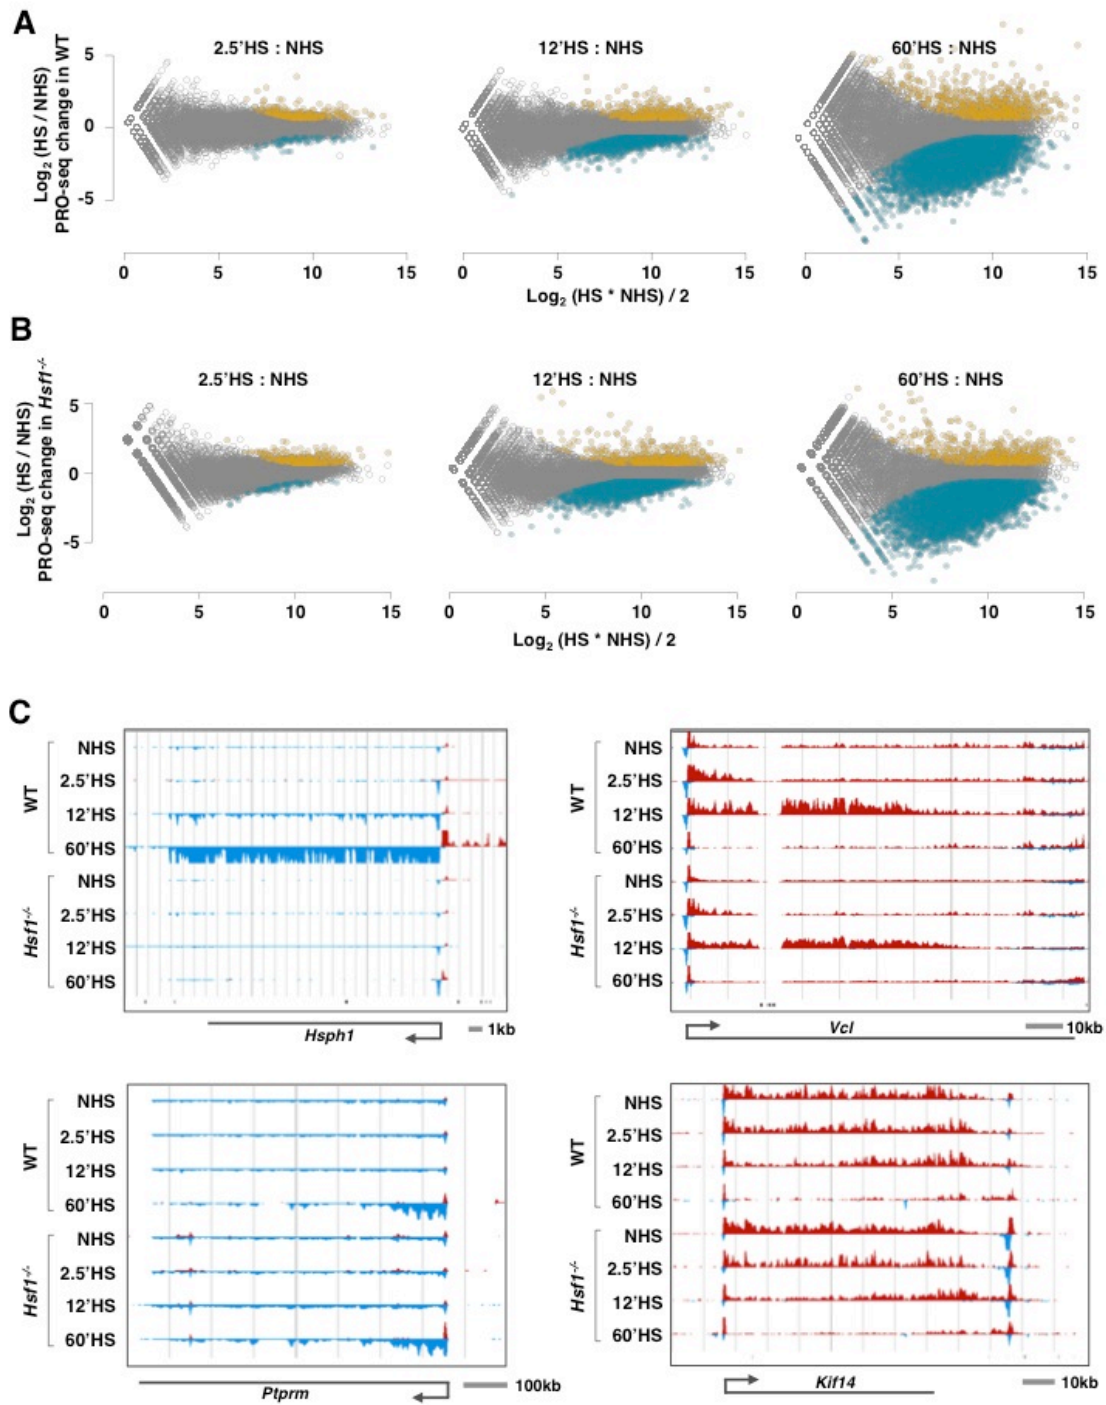 A
2.5'HS : NHS
12'HS : NHS
60'HS : NHS
Log2 (HS / NHS)
PRO-seq change in WT
5
0
-5
0 5 10 15
0 5 10 15
0 5 10 15
Log2 (HS * NHS) / 2
B
2.5'HS : NHS
12'HS : NHS
60'HS : NHS
Log2 (HS / NHS)
PRO-seq change in Hsf1-/-
5
0
-5
0 5 10 15
0 5 10 15
0 5 10 15
Log2 (HS * NHS) / 2
C
WT
NHS
2.5'HS
12'HS
60'HS
Hsf1-/-
NHS
2.5'HS
12'HS
60'HS
Hsph1
1kb
WT
NHS
2.5'HS
12'HS
60'HS
Hsf1-/-
NHS
2.5'HS
12'HS
60'HS
Vcl
10kb
WT
NHS
2.5'HS
12'HS
60'HS
Hsf1-/-
NHS
2.5'HS
12'HS
60'HS
Ptprm
100kb
WT
NHS
2.5'HS
12'HS
60'HS
Hsf1-/-
NHS
2.5'HS
12'HS
60'HS
Kif14
10kb